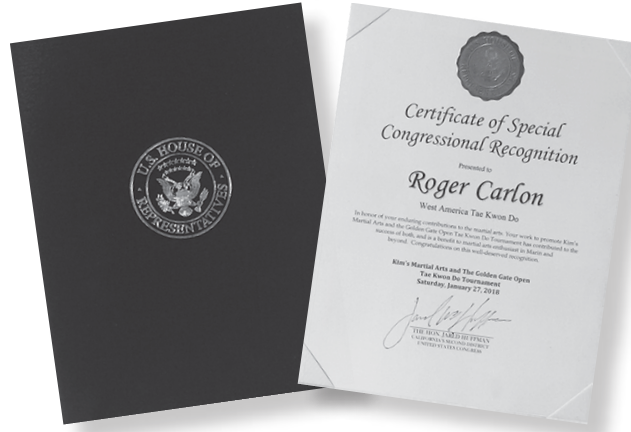 U.S. HOUSE OF
REPRESENTATIVES
Certificate of Special
Congressional Recognition
Presented to
Roger Carlon
West America Tae Kwon Do
In honor of your enduring contributions to the martial arts. Your work to promote Kim's
Martial Arts and the Golden Gate Open Tae Kwon Do Tournament has contributed to the
success of both, and is a benefit to martial arts enthusiast in Marin and
beyond. Congratulations on this well-deserved recognition.
Kim's Martial Arts and The Golden Gate Open
Tae Kwon Do Tournament
Saturday, January 27, 2018
THE HON. JARED HUFFMAN
CALIFORNIA'S SECOND DISTRICT
UNITED STATES CONGRESS